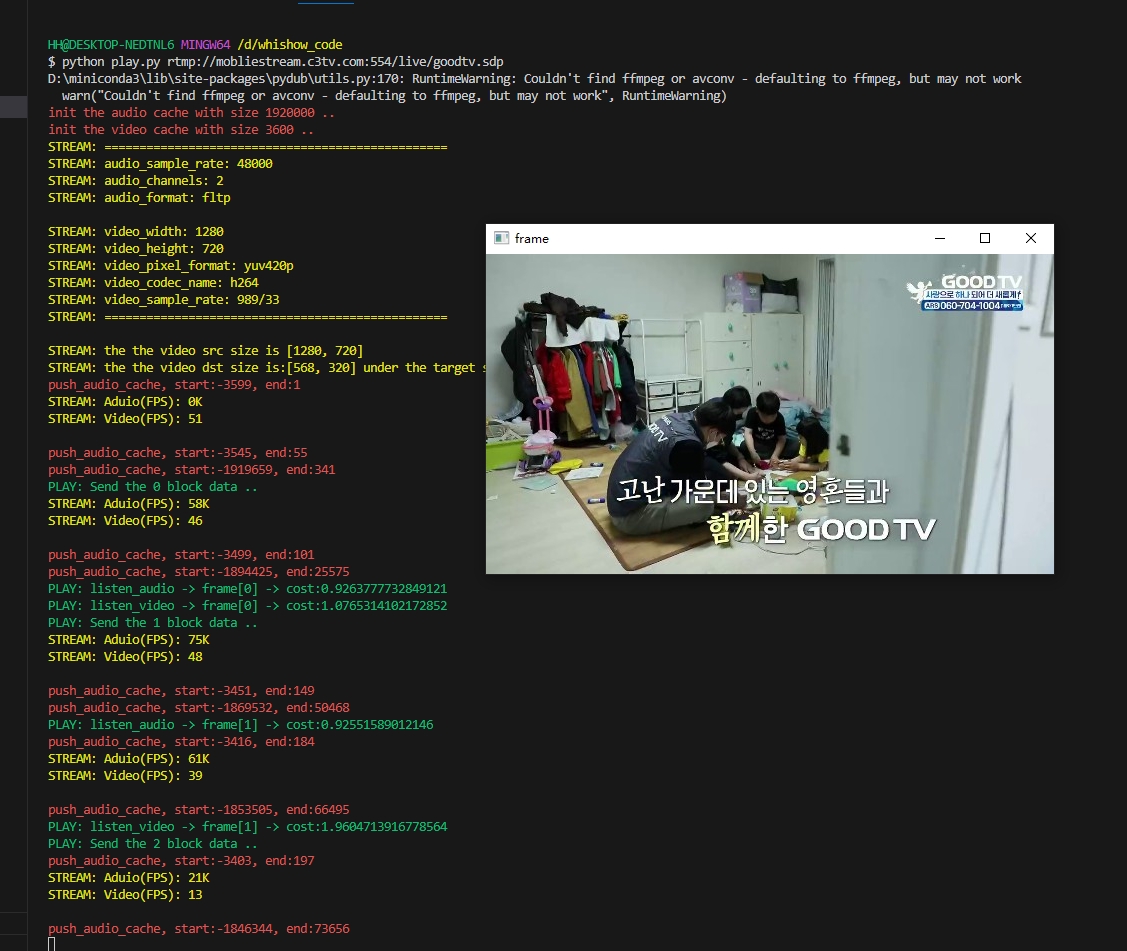 HH@DESKTOP-NEDTNL6 MINGW64 /d/whishow_code
$ python play.py rtmp://mobliestream.c3tv.com:554/live/goodtv.sdp
D:\miniconda3\lib\site-packages\pydub\utils.py:170: RuntimeWarning: Couldn't find ffmpeg or avconv - defaulting to ffmpeg, but may not work
  warn("Couldn't find ffmpeg or avconv - defaulting to ffmpeg, but may not work", RuntimeWarning)
init the audio cache with size 1920000 ..
init the video cache with size 3600 ..
STREAM: =================================================
STREAM: audio_sample_rate: 48000
STREAM: audio_channels: 2
STREAM: audio_format: fltp
STREAM: video_width: 1280
STREAM: video_height: 720
STREAM: video_pixel_format: yuv420p
STREAM: video_codec_name: h264
STREAM: video_sample_rate: 989/33
STREAM: =================================================
STREAM: the the video src size is [1280, 720]
STREAM: the the video dst size is:[568, 320] under the target
push_audio_cache, start:-3599, end:1
STREAM: Aduio(FPS): 0K
STREAM: Video(FPS): 51
push_audio_cache, start:-3545, end:55
push_audio_cache, start:-1919659, end:341
PLAY: Send the 0 block data ..
STREAM: Aduio(FPS): 58K
STREAM: Video(FPS): 46
push_audio_cache, start:-3499, end:101
push_audio_cache, start:-1894425, end:25575
PLAY: listen_audio -> frame[0] -> cost:0.9263777732849121
PLAY: listen_video -> frame[0] -> cost:1.0765314102172852
PLAY: Send the 1 block data ..
STREAM: Aduio(FPS): 75K
STREAM: Video(FPS): 48
push_audio_cache, start:-3451, end:149
push_audio_cache, start:-1869532, end:50468
PLAY: listen_audio -> frame[1] -> cost:0.92551589012146
push_audio_cache, start:-3416, end:184
STREAM: Aduio(FPS): 61K
STREAM: Video(FPS): 39
push_audio_cache, start:-1853505, end:66495
PLAY: listen_video -> frame[1] -> cost:1.9604713916778564
PLAY: Send the 2 block data ..
push_audio_cache, start:-3403, end:197
STREAM: Aduio(FPS): 21K
STREAM: Video(FPS): 13
push_audio_cache, start:-1846344, end:73656
frame
GOODTV
사랑으로 하나 되어 더 새롭게!
ARS 060-704-1004
고난 가운데 있는 영혼들과
함께한 GOODTV